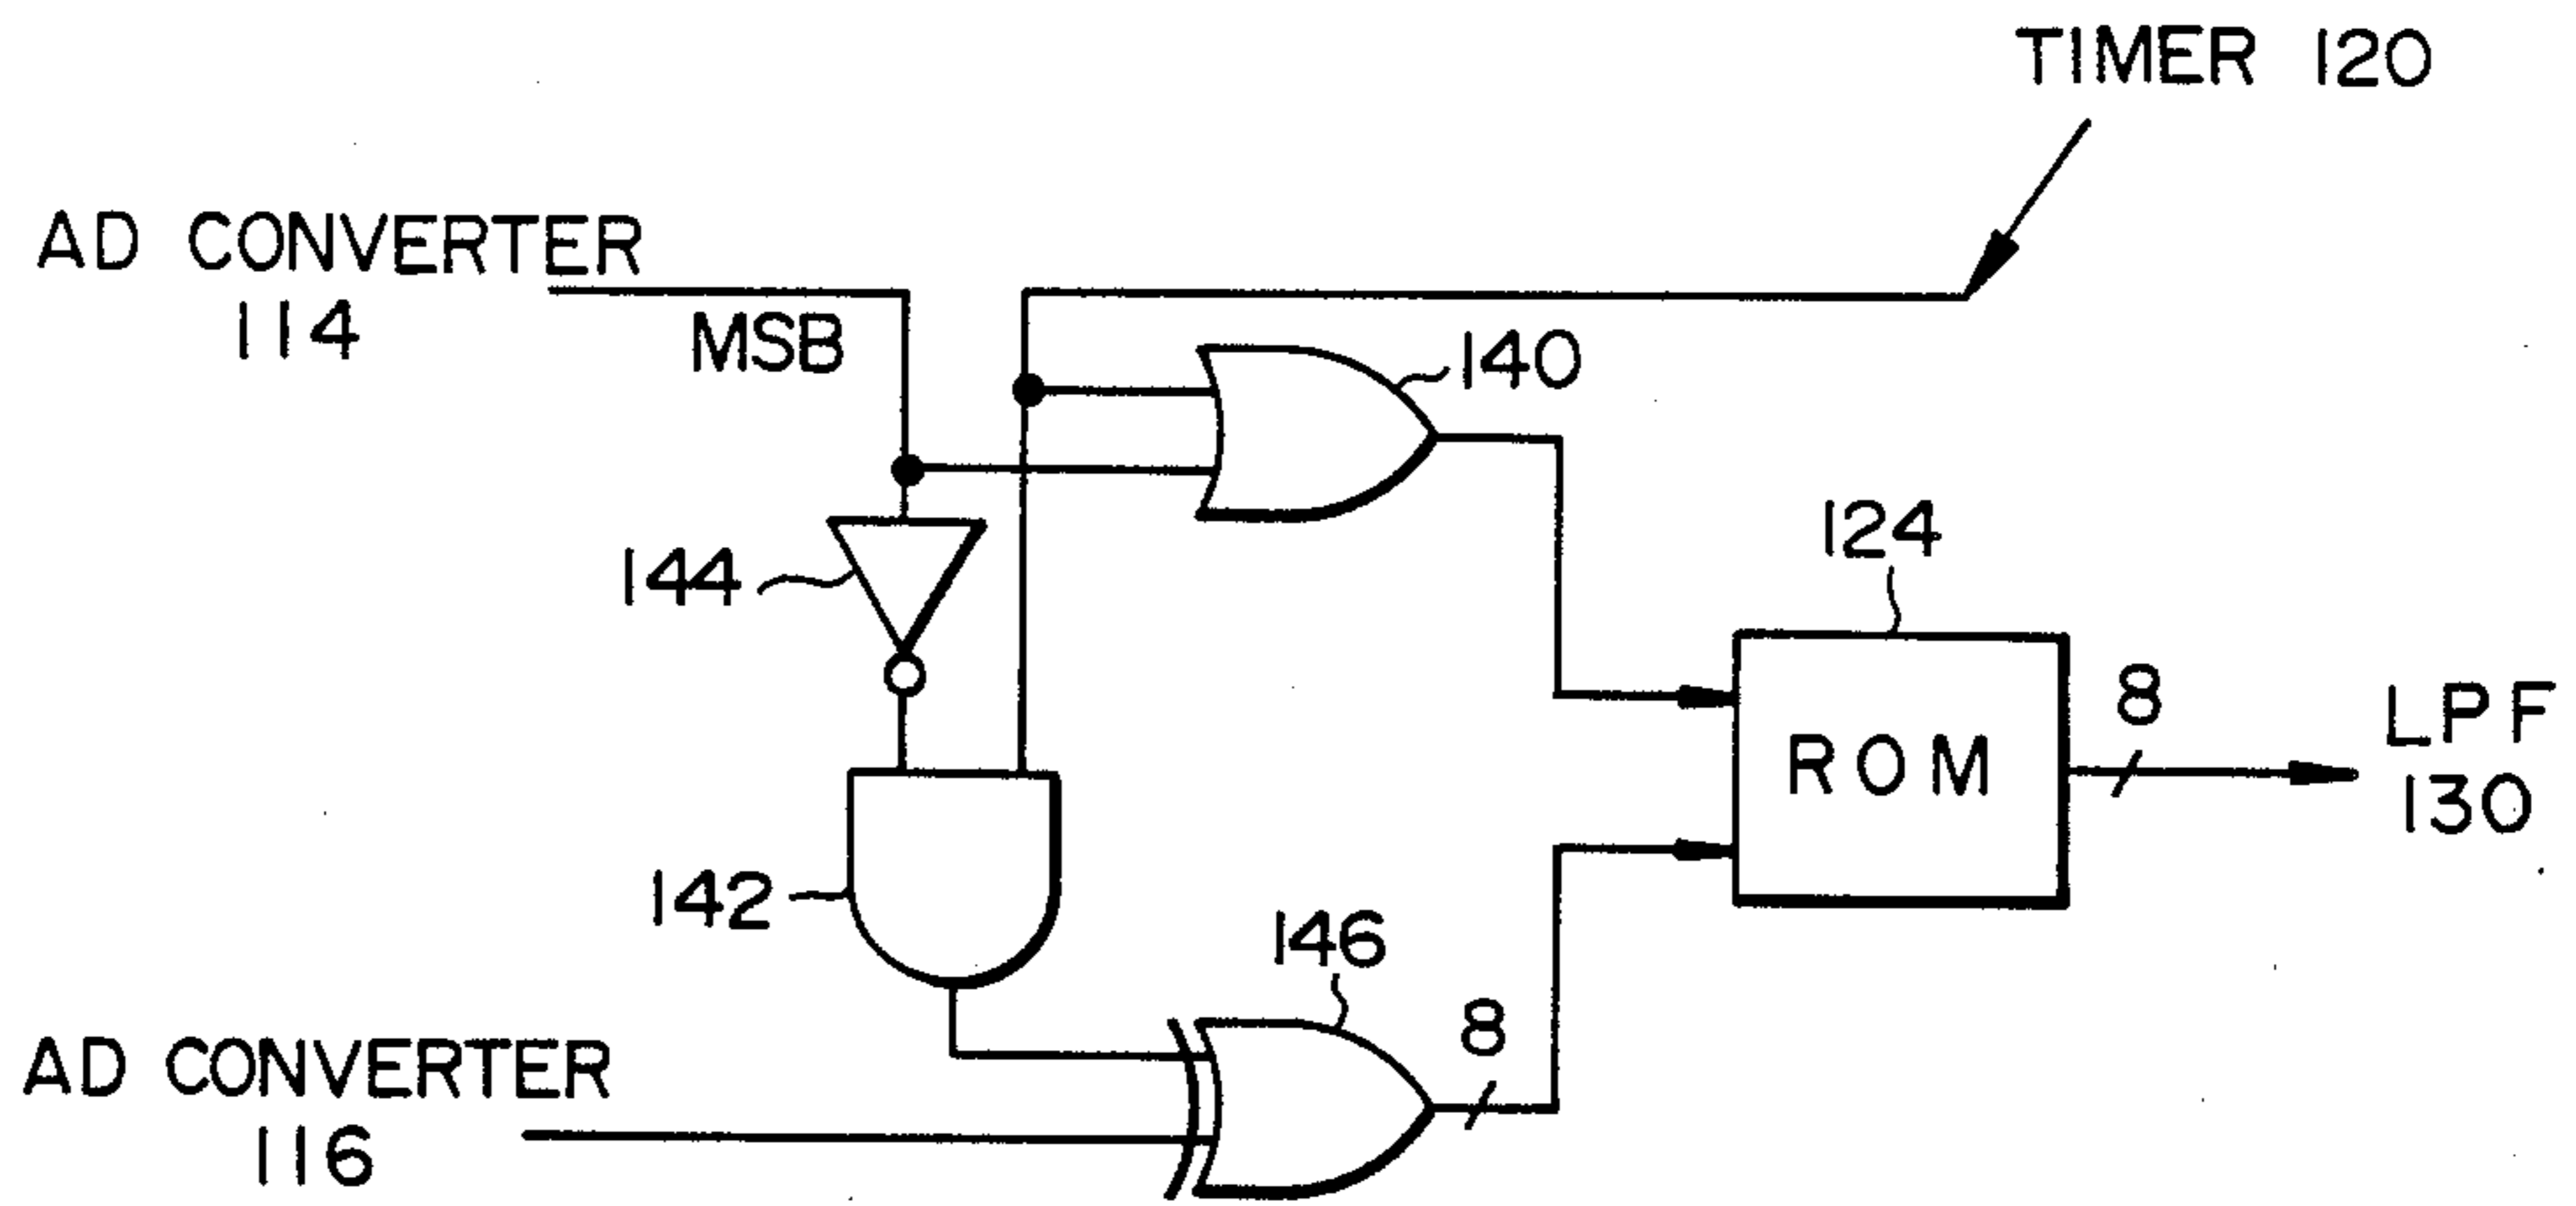 TIMER 120
AD CONVERTER
114
MSB
140
124
144
ROM
8
LPF
130
142
146
8
AD CONVERTER
116